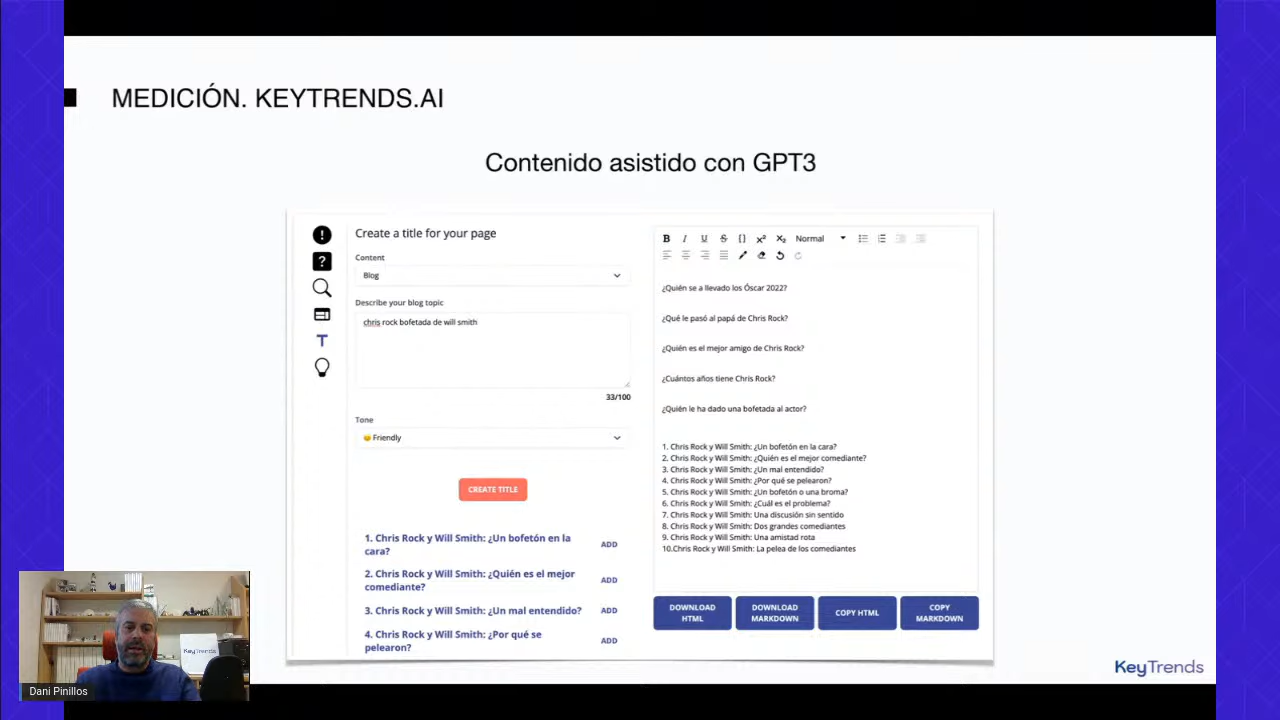 MEDICIÓN. KEYTRENDS.AI
Contenido asistido con GPT3
Create a title for your page
Content
Blog
Describe your blog topic
chris rock bofetada de will smith
33/100
Tone
Friendly
CREATE TITLE
1. Chris Rock y Will Smith: ¿Un bofetón en la
cara?
ADD
2. Chris Rock y Will Smith: ¿Quién es el mejor
comediante?
ADD
3. Chris Rock y Will Smith: ¿Un mal entendido?
ADD
4. Chris Rock y Will Smith: ¿Por qué se
pelearon?
ADD
B I U S {} X² X₂ Normal
¿Quién se a llevado los Óscar 2022?
¿Qué le pasó al papá de Chris Rock?
¿Quién es el mejor amigo de Chris Rock?
¿Cuántos años tiene Chris Rock?
¿Quién le ha dado una bofetada al actor?
1. Chris Rock y Will Smith: ¿Un bofetón en la cara?
2. Chris Rock y Will Smith: ¿Quién es el mejor comediante?
3. Chris Rock y Will Smith: ¿Un mal entendido?
4. Chris Rock y Will Smith: ¿Por qué se pelearon?
5. Chris Rock y Will Smith: ¿Un bofetón o una broma?
6. Chris Rock y Will Smith: ¿Cuál es el problema?
7. Chris Rock y Will Smith: Una discusión sin sentido
8. Chris Rock y Will Smith: Dos grandes comediantes
9. Chris Rock y Will Smith: Una amistad rota
10.Chris Rock y Will Smith: La pelea de los comediantes
DOWNLOAD
HTML
DOWNLOAD
MARKDOWN
COPY HTML
COPY
MARKDOWN
KeyTrends
KeyTrends
Dani Pinillos